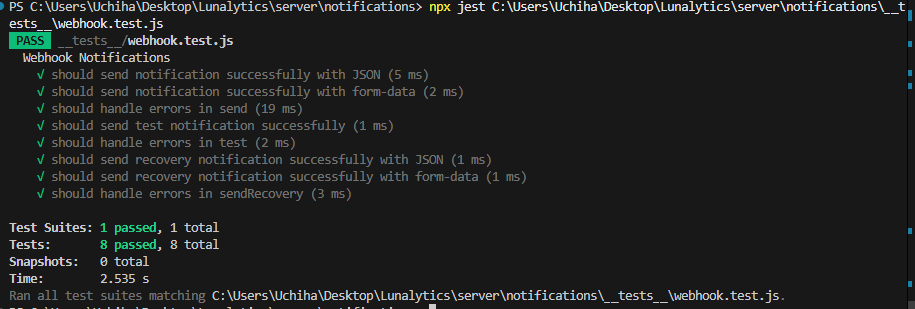 PS C:\Users\Uchiha\Desktop\Lunalytics\server\notifications> npx jest C:\Users\Uchiha\Desktop\Lunalytics\server\notifications\__t
ests__\webhook.test.js
PASS __tests__/webhook.test.js
Webhook Notifications
√ should send notification successfully with JSON (5 ms)
√ should send notification successfully with form-data (2 ms)
√ should handle errors in send (19 ms)
√ should send test notification successfully (1 ms)
√ should handle errors in test (2 ms)
√ should send recovery notification successfully with JSON (1 ms)
√ should send recovery notification successfully with form-data (1 ms)
√ should handle errors in sendRecovery (3 ms)
Test Suites: 1 passed, 1 total
Tests: 8 passed, 8 total
Snapshots: 0 total
Time: 2.535 s
Ran all test suites matching C:\Users\Uchiha\Desktop\Lunalytics\server\notifications\__tests__\webhook.test.js.